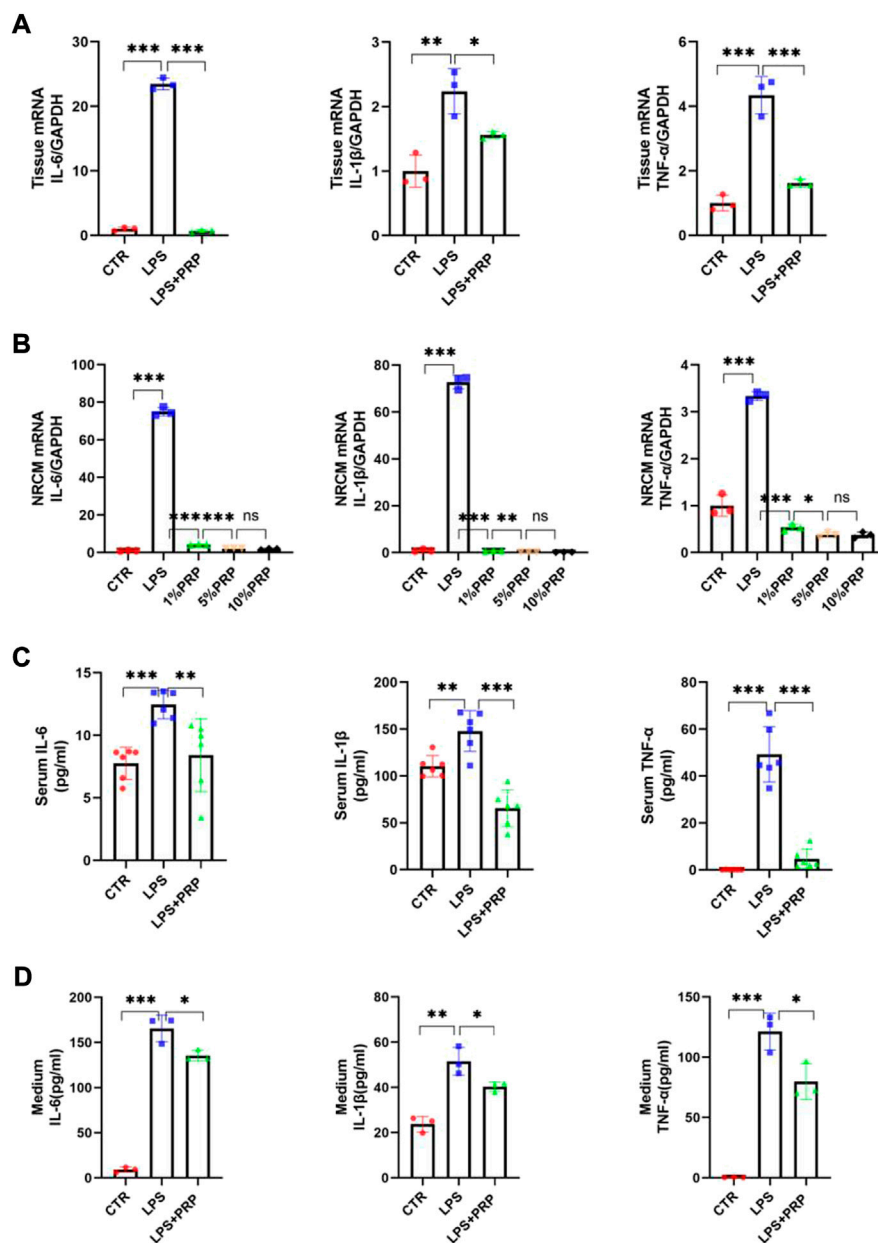 A
Tissue mRNA
IL-6/GAPDH
30
20
10
0
***
***
CTR
LPS
LPS+PRP
Tissue mRNA
IL-1β/GAPDH
3
2
1
0
**
*
CTR
LPS
LPS+PRP
Tissue mRNA
TNF-α/GAPDH
6
4
2
0
***
***
CTR
LPS
LPS+PRP
B
NRCM mRNA
IL-6/GAPDH
100
80
60
40
20
0
***
***
***
ns
CTR
LPS
1%PRP
5%PRP
10%PRP
NRCM mRNA
IL-1β/GAPDH
80
60
40
20
0
***
***
**
ns
CTR
LPS
1%PRP
5%PRP
10%PRP
NRCM mRNA
TNF-α/GAPDH
4
3
2
1
0
***
***
*
ns
CTR
LPS
1%PRP
5%PRP
10%PRP
C
Serum IL-6
(pg/ml)
15
10
5
0
***
**
CTR
LPS
LPS+PRP
Serum IL-1β
(pg/ml)
200
150
100
50
0
**
***
CTR
LPS
LPS+PRP
Serum TNF-α
(pg/ml)
80
60
40
20
0
***
***
CTR
LPS
LPS+PRP
D
Medium
IL-6(pg/ml)
200
150
100
50
0
***
*
CTR
LPS
LPS+PRP
Medium
IL-1β(pg/ml)
80
60
40
20
0
**
*
CTR
LPS
LPS+PRP
Medium
TNF-α(pg/ml)
150
100
50
0
***
*
CTR
LPS
LPS+PRP